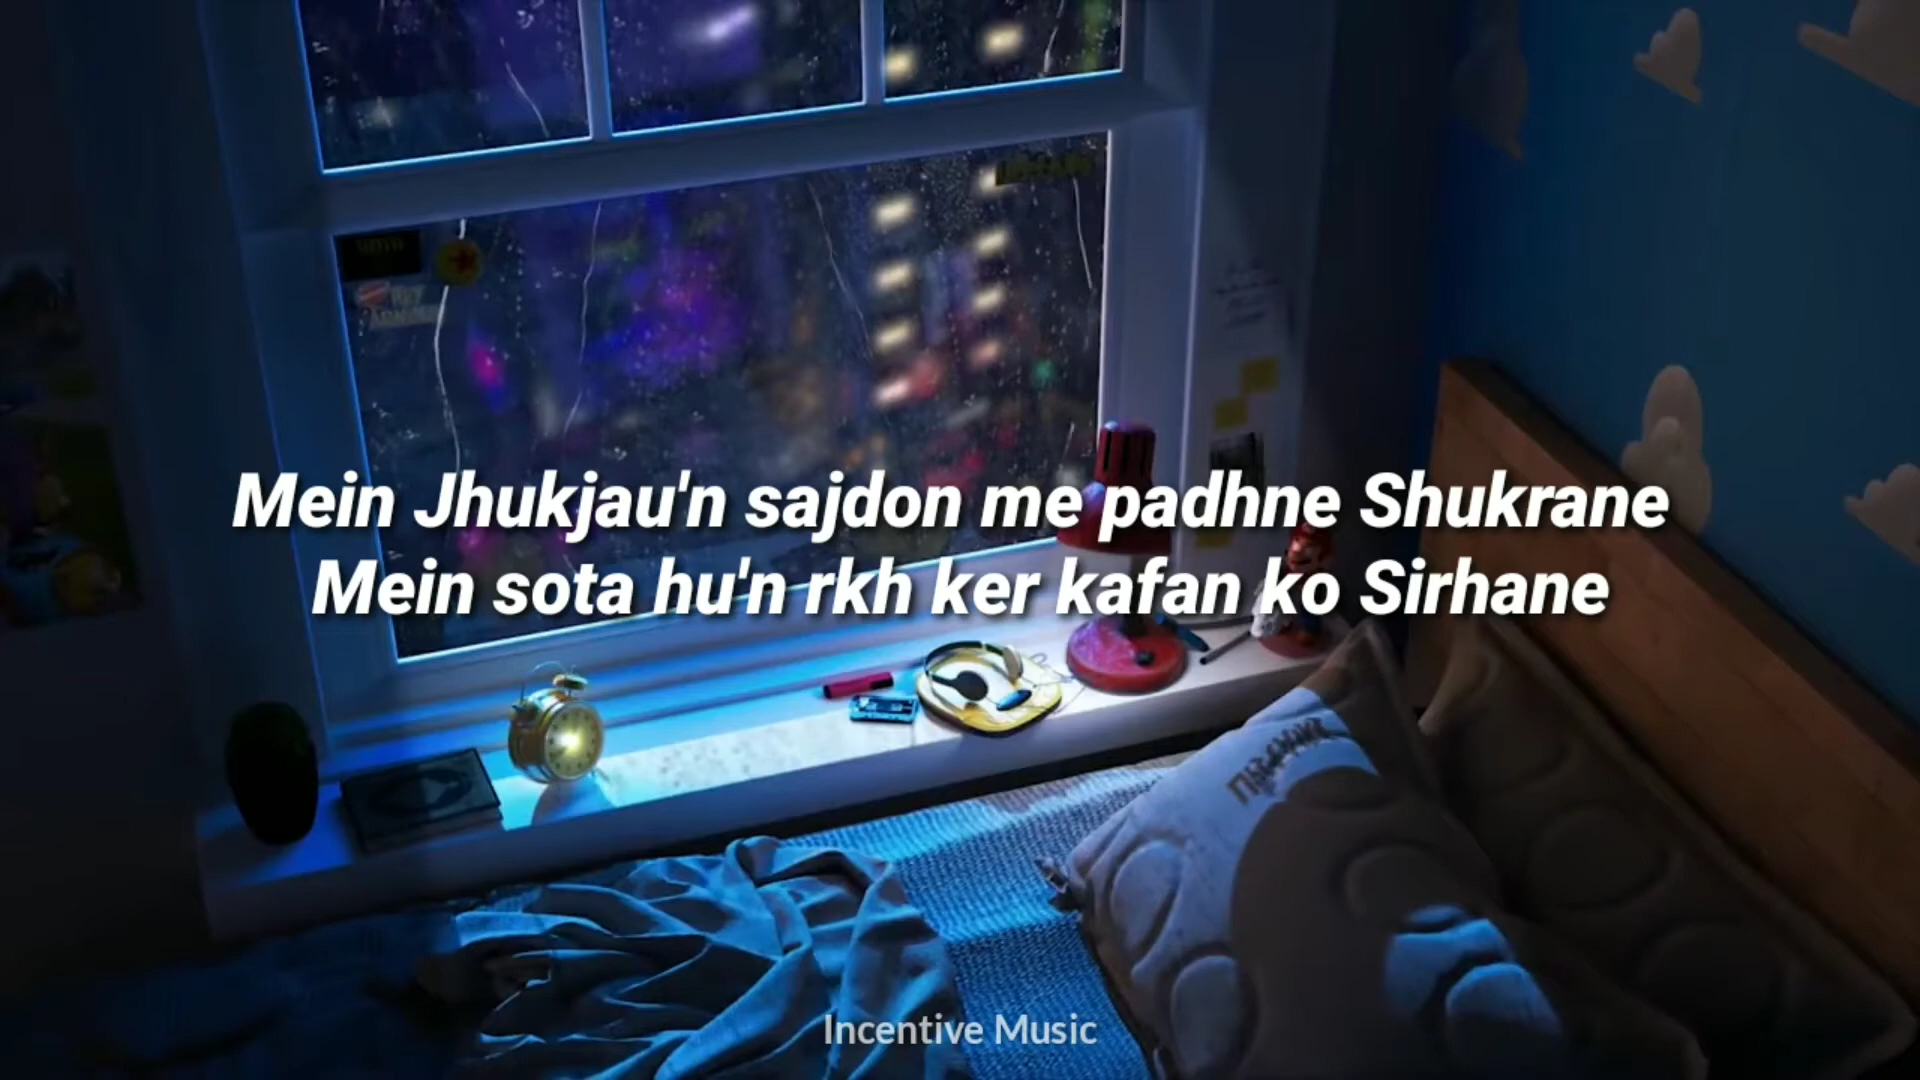 Mein Jhukjau'n sajdon me padhne Shukrane
Mein sota hu'n rkh ker kafan ko Sirhane
Incentive Music